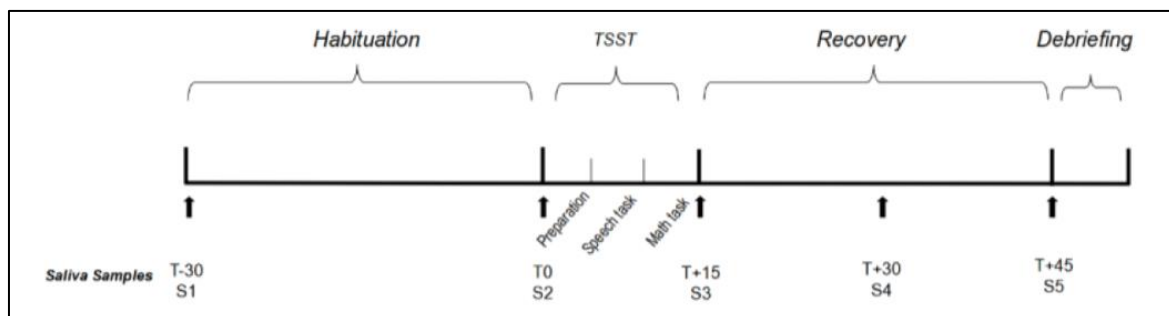 Habituation TSST Recovery Debriefing
Preparation
Speech task
Math task
Saliva Samples T-30 T0 T+15 T+30 T+45
S1 S2 S3 S4 S5